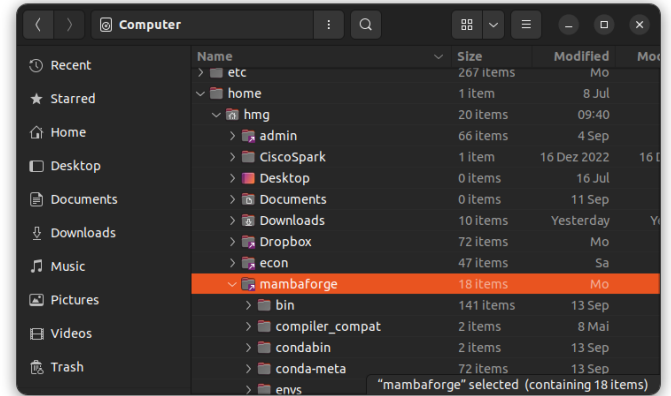 Computer
Recent
Starred
Home
Desktop
Documents
Downloads
Music
Pictures
Videos
Trash
Name Size Modified
etc 267 items Mo
home 1 item 8 Jul
hmg 20 items 09:40
admin 66 items 4 Sep
CiscoSpark 1 item 16 Dez 2022 16
Desktop 0 items 16 Jul
Documents 0 items 11 Sep
Downloads 10 items Yesterday
Dropbox 72 items Mo
econ 47 items Sa
mambaforge 18 items Mo
bin 141 items 13 Sep
compiler_compat 2 items 8 Mai
condabin 2 items 13 Sep
conda-meta 72 items 13 Sep
envs
“mambaforge” selected (containing 18 items)